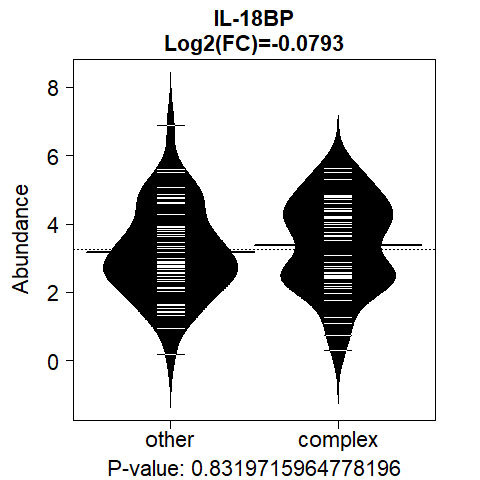 IL-18BP
Log2(FC)=-0.0793
Abundance
8
6
4
2
0
other complex
P-value: 0.8319715964778196